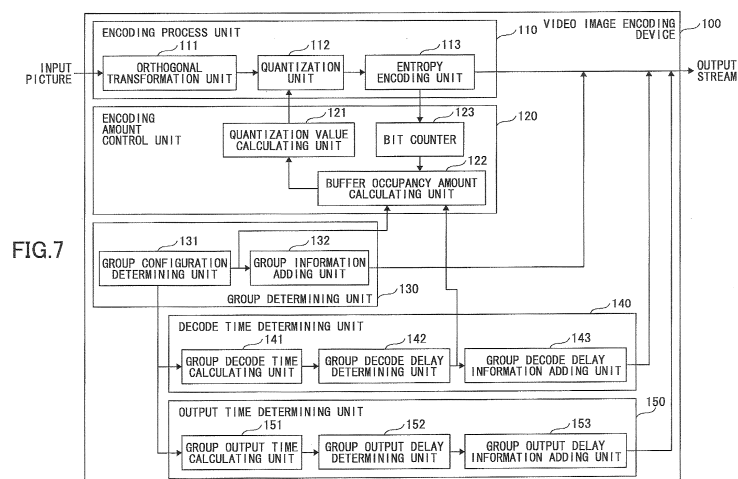 FIG.7
VIDEO IMAGE ENCODING
DEVICE
100
ENCODING PROCESS UNIT
110
INPUT
PICTURE
111
ORTHOGONAL
TRANSFORMATION UNIT
112
QUANTIZATION
UNIT
113
ENTROPY
ENCODING UNIT
OUTPUT
STREAM
ENCODING
AMOUNT
CONTROL UNIT
120
121
QUANTIZATION VALUE
CALCULATING UNIT
123
BIT COUNTER
122
BUFFER OCCUPANCY AMOUNT
CALCULATING UNIT
131
GROUP CONFIGURATION
DETERMINING UNIT
132
GROUP INFORMATION
ADDING UNIT
GROUP DETERMINING UNIT
130
DECODE TIME DETERMINING UNIT
140
141
GROUP DECODE TIME
CALCULATING UNIT
142
GROUP DECODE DELAY
DETERMINING UNIT
143
GROUP DECODE DELAY
INFORMATION ADDING UNIT
OUTPUT TIME DETERMINING UNIT
150
151
GROUP OUTPUT TIME
CALCULATING UNIT
152
GROUP OUTPUT DELAY
DETERMINING UNIT
153
GROUP OUTPUT DELAY
INFORMATION ADDING UNIT